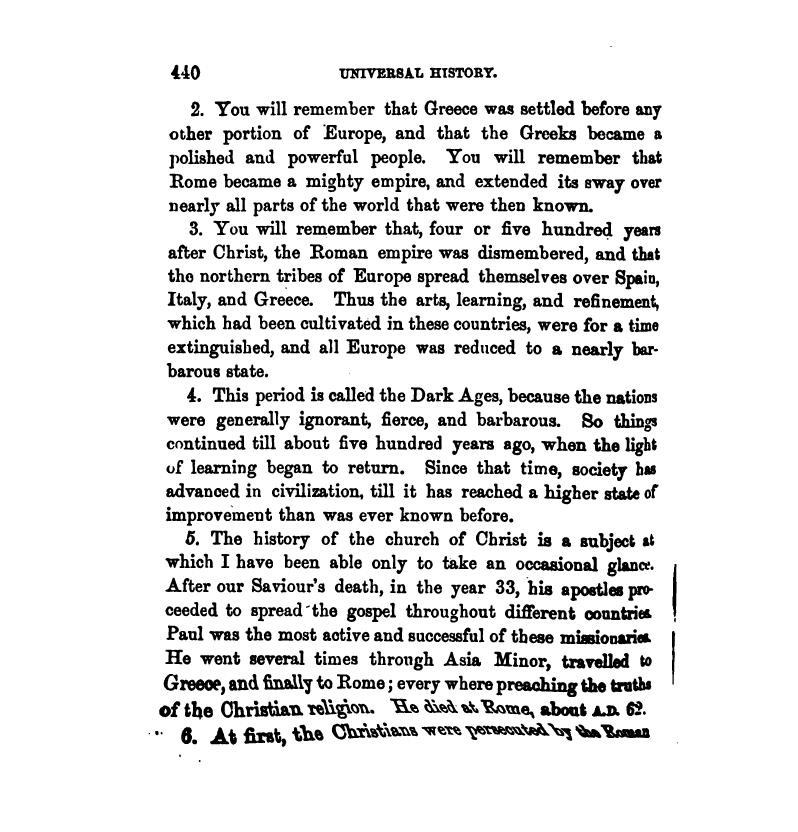 440 UNIVERSAL HISTORY.
2. You will remember that Greece was settled before any
other portion of Europe, and that the Greeks became a
polished and powerful people. You will remember that
Rome became a mighty empire, and extended its sway over
nearly all parts of the world that were then known.
3. You will remember that, four or five hundred years
after Christ, the Roman empire was dismembered, and that
the northern tribes of Europe spread themselves over Spain,
Italy, and Greece. Thus the arts, learning, and refinement,
which had been cultivated in these countries, were for a time
extinguished, and all Europe was reduced to a nearly bar-
barous state.
4. This period is called the Dark Ages, because the nations
were generally ignorant, fierce, and barbarous. So things
continued till about five hundred years ago, when the light
of learning began to return. Since that time, society has
advanced in civilization, till it has reached a higher state of
improvement than was ever known before.
5. The history of the church of Christ is a subject at
which I have been able only to take an occasional glance.
After our Saviour's death, in the year 33, his apostles pro-
ceeded to spread the gospel throughout different countries.
Paul was the most active and successful of these missionaries.
He went several times through Asia Minor, travelled to
Greece, and finally to Rome; every where preaching the truths
of the Christian religion. He died at Rome, about A.D. 62.
6. At first, the Christians were persecuted by the Roman